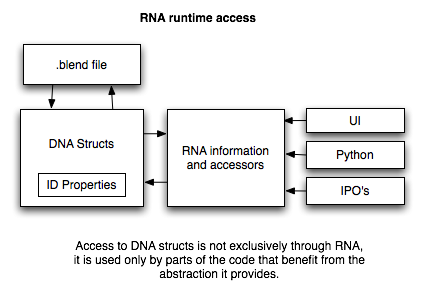 RNA runtime access
.blend file
DNA Structs
ID Properties
RNA information
and accessors
UI
Python
IPO's
Access to DNA structs is not exclusively through RNA,
it is used only by parts of the code that benefit from the
abstraction it provides.